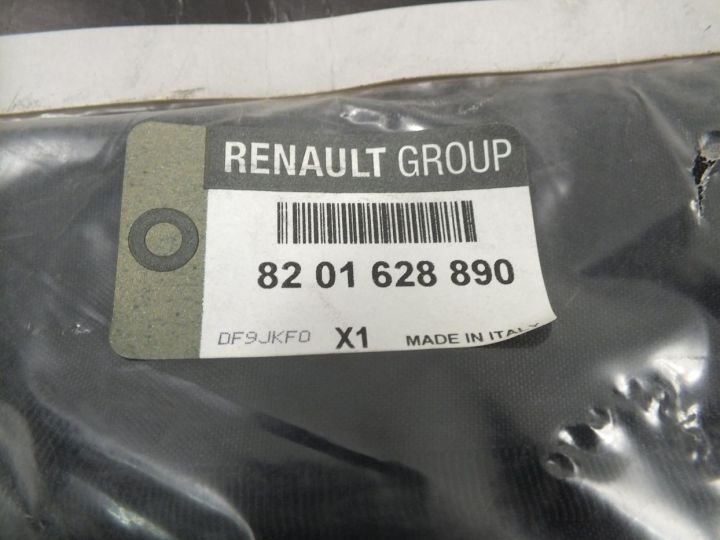 RENAULT GROUP
82 01 628 890
DF9JKF0 X1 MADE IN ITALY